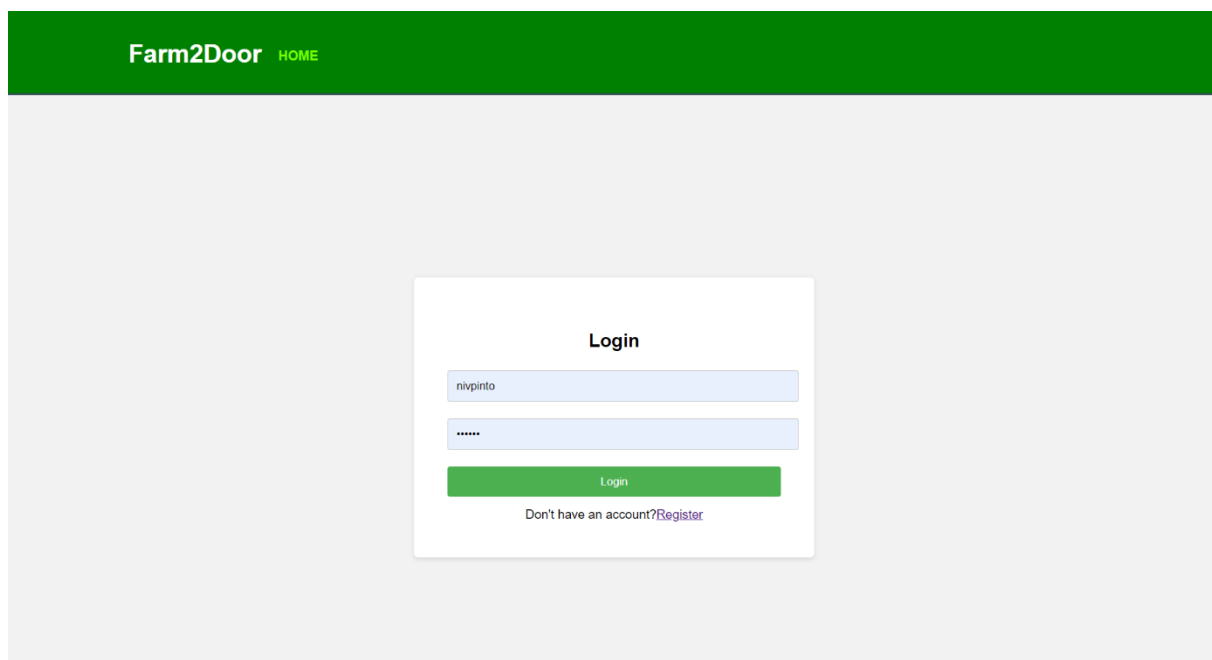 Farm2Door HOME
Login
nivpinto
••••••
Login
Don't have an account?Register